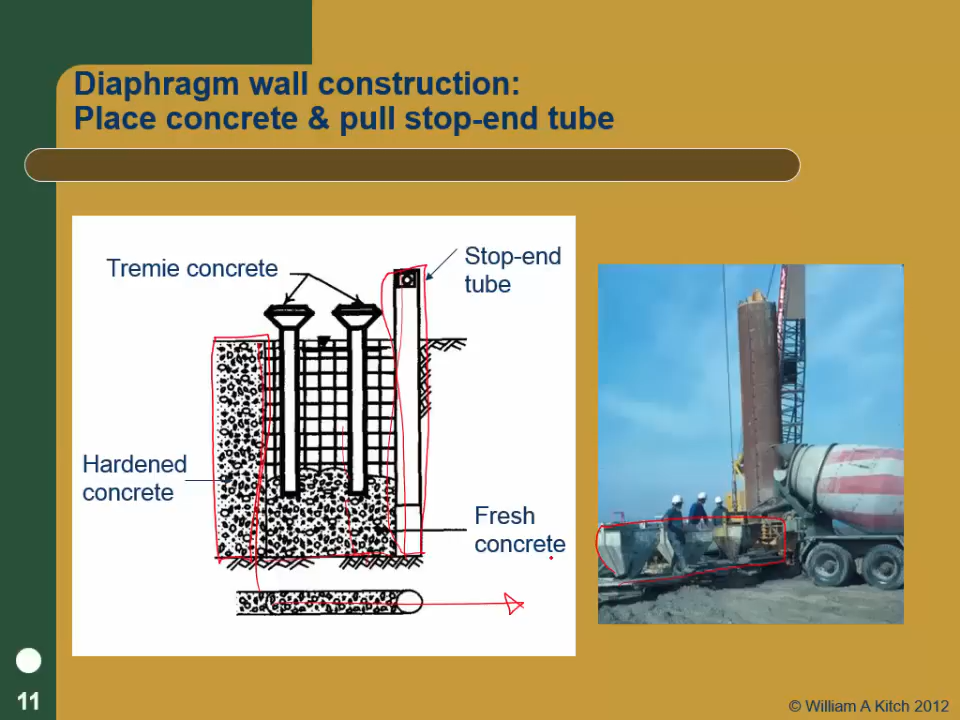 Diaphragm wall construction:
Place concrete & pull stop-end tube
Tremie concrete
Stop-end
tube
Hardened
concrete
Fresh
concrete
11
© William A Kitch 2012